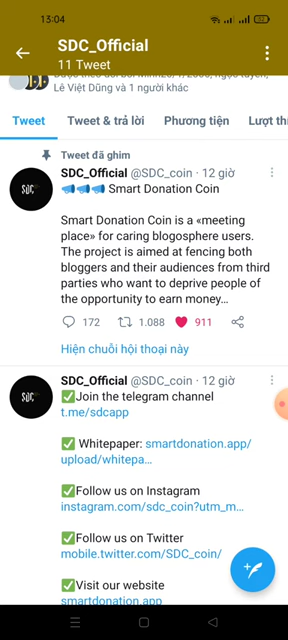 13:04
SDC_Official
11 Tweet
Lê Việt Dũng và 1 người khác
Tweet
Tweet & trả lời
Phương tiện
Lượt th
Tweet đã ghim
SDC_Official @SDC_coin · 12 giờ
Smart Donation Coin
Smart Donation Coin is a «meeting
place» for caring blogosphere users.
The project is aimed at fencing both
bloggers and their audiences from third
parties who want to deprive people of
the opportunity to earn money…
172
1.088
911
Hiện chuỗi hội thoại này
SDC_Official @SDC_coin · 12 giờ
✅Join the telegram channel
t.me/sdcapp
✅ Whitepaper: smartdonation.app/
upload/whitepa…
✅Follow us on Instagram
instagram.com/sdc_coin?utm_m…
✅Follow us on Twitter
mobile.twitter.com/SDC_coin/
✅Visit our website
smartdonation.app